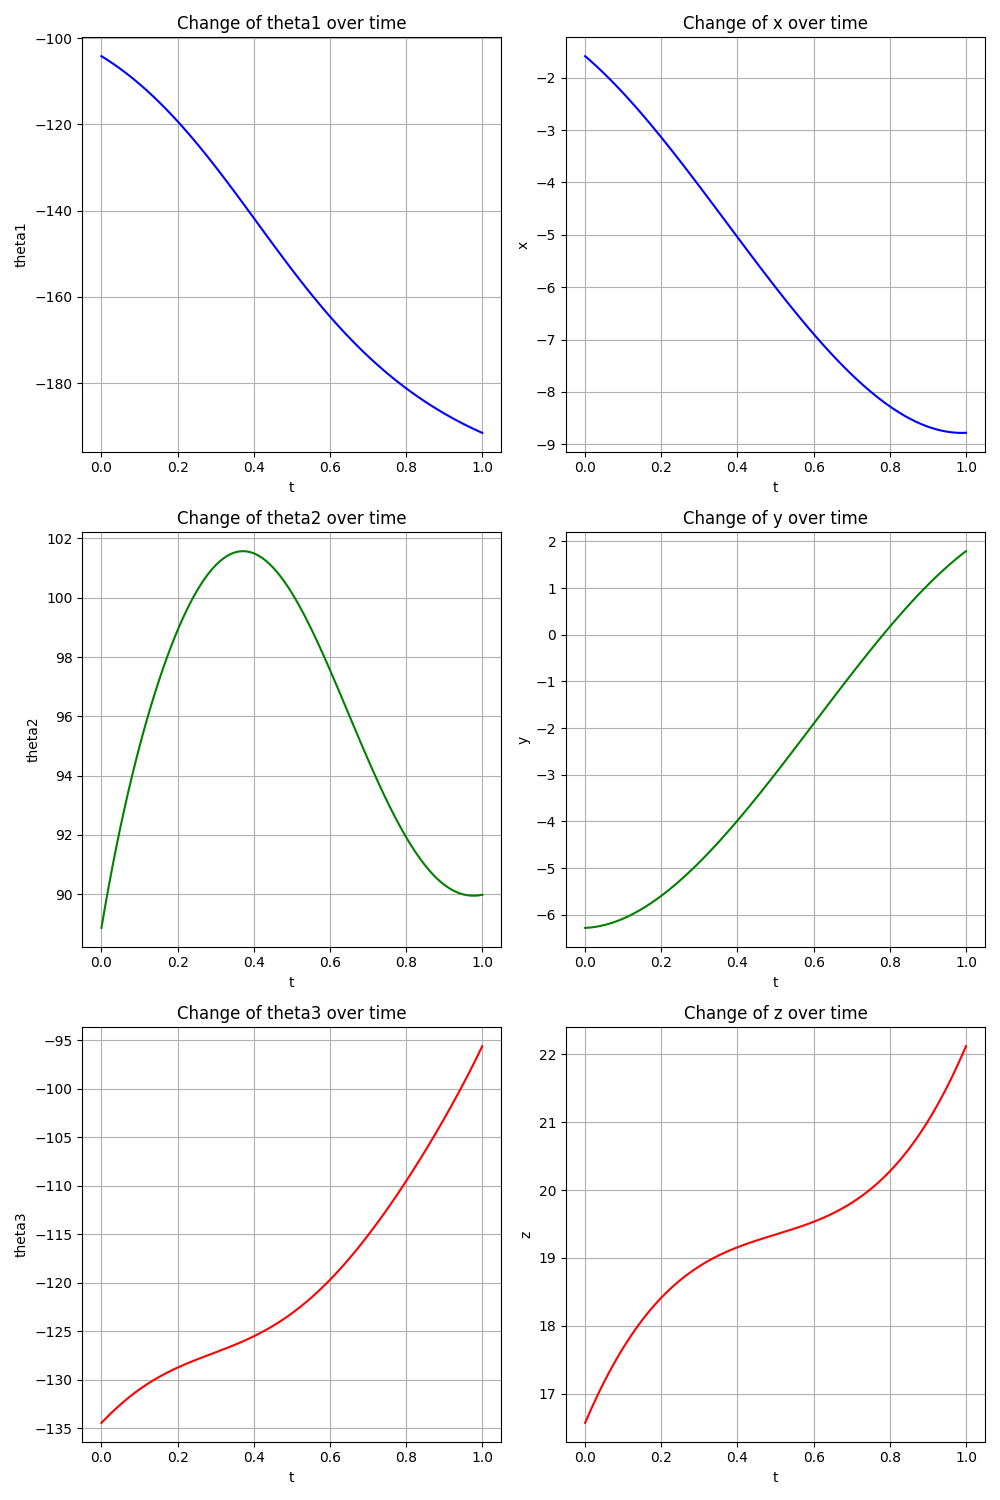 Change of theta1 over time
−100
−120
−140
−160
−180
theta1
0.0 0.2 0.4 0.6 0.8 1.0
t
Change of x over time
−2
−3
−4
−5
−6
−7
−8
−9
x
0.0 0.2 0.4 0.6 0.8 1.0
t
Change of theta2 over time
102
100
98
96
94
92
90
theta2
0.0 0.2 0.4 0.6 0.8 1.0
t
Change of y over time
2
1
0
−1
−2
−3
−4
−5
−6
y
0.0 0.2 0.4 0.6 0.8 1.0
t
Change of theta3 over time
−95
−100
−105
−110
−115
−120
−125
−130
−135
theta3
0.0 0.2 0.4 0.6 0.8 1.0
t
Change of z over time
22
21
20
19
18
17
z
0.0 0.2 0.4 0.6 0.8 1.0
t